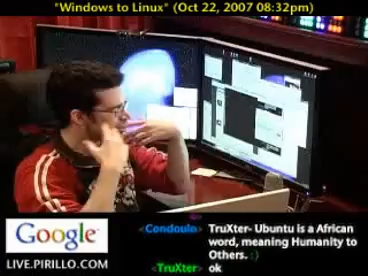 "Windows to Linux" (Oct 22, 2007 08:32pm)
Google
LIVE.PIRILLO.COM
<Condoulo> TruXter- Ubuntu is a African
word, meaning Humanity to
Others. :)
<TruXter> ok